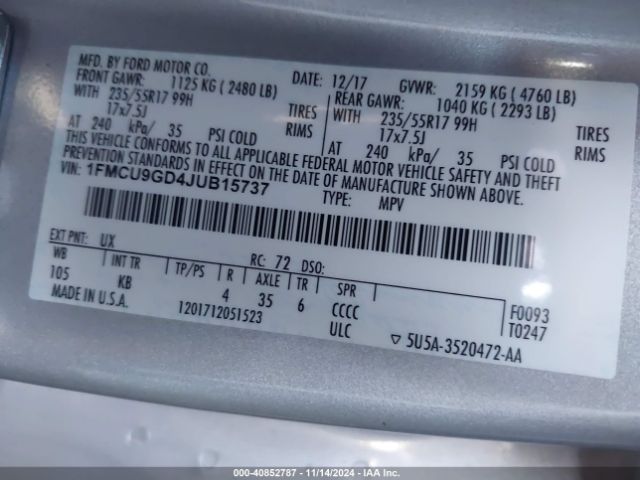 MFD. BY FORD MOTOR CO.
DATE: 12/17 GVWR: 2159 KG ( 4760 LB)
FRONT GAWR: 1125 KG ( 2480 LB)
REAR GAWR: 1040 KG ( 2293 LB)
WITH 235/55R17 99H TIRES
WITH 235/55R17 99H TIRES
17x7.5J RIMS
17x7.5J RIMS
AT 240 kPa/ 35 PSI COLD
AT 240 kPa/ 35 PSI COLD
THIS VEHICLE CONFORMS TO ALL APPLICABLE FEDERAL MOTOR VEHICLE SAFETY AND THEFT
PREVENTION STANDARDS IN EFFECT ON THE DATE OF MANUFACTURE SHOWN ABOVE.
VIN: 1FMCU9GD4JUB15737
TYPE: MPV
EXT PNT: UX RC: 72 DSO:
WB INT TR TP/PS R AXLE TR SPR
105 KB 4 35 6 CCCC F0093
MADE IN U.S.A. 1201712051523 ULC T0247
▽ 5U5A-3520472-AA
000-40852787 - 11/14/2024 - IAA Inc.